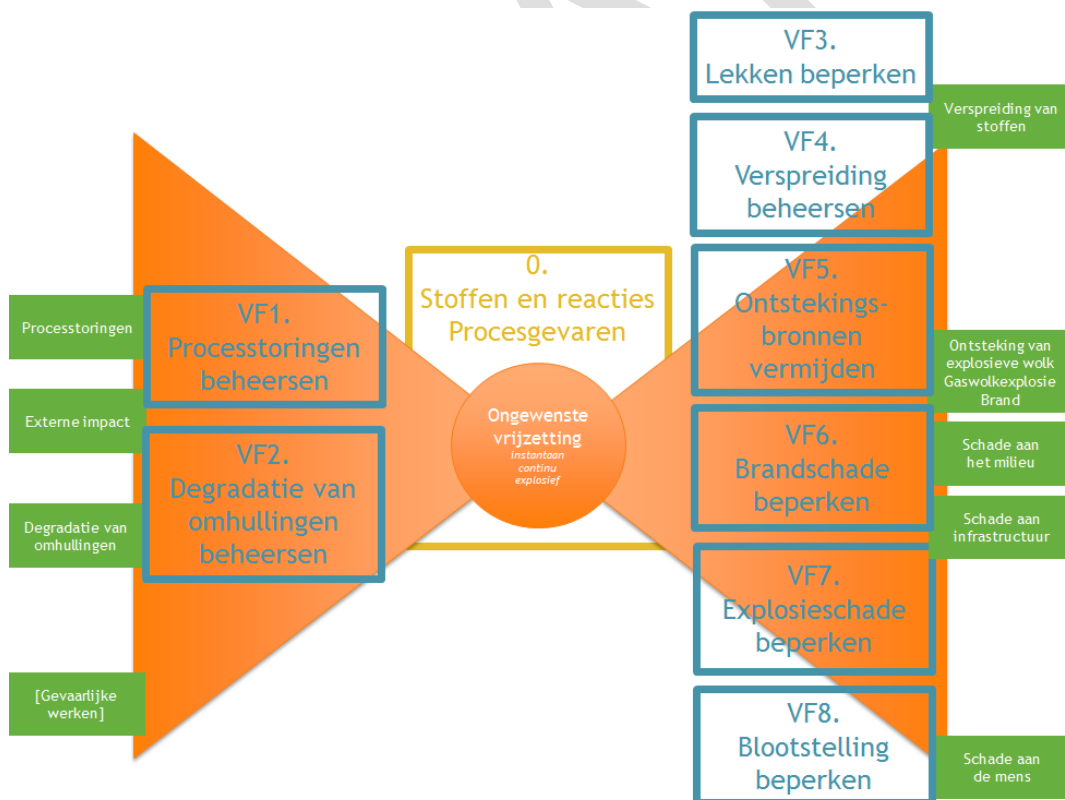 VF3.
Lekken beperken
Verspreiding van
stoffen
VF4.
Verspreiding
beheersen
0.
Stoffen en reacties
Procesgevaren
VF5.
Ontstekings-
bronnen
vermijden
Processtoringen
VF1.
Processtoringen
beheersen
Ontsteking van
explosieve wolk
Gaswolkexplosie
Brand
Externe impact
Ongewenste
vrijzetting
instantaan
continu
explosief
VF6.
Brandschade
beperken
Schade aan
het milieu
VF2.
Degradatie van
omhullingen
beheersen
Degradatie van
omhullingen
Schade aan
infrastructuur
VF7.
Explosieschade
beperken
[Gevaarlijke
werken]
VF8.
Blootstelling
beperken
Schade aan
de mens